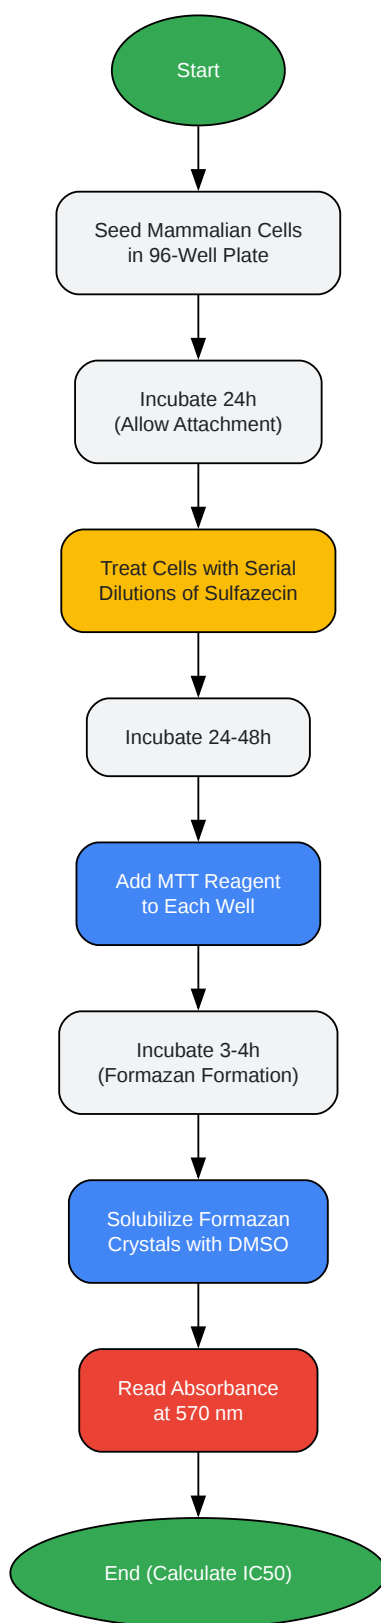 Start
Seed Mammalian Cells
in 96-Well Plate
Incubate 24h
(Allow Attachment)
Treat Cells with Serial
Dilutions of Sulfazecin
Incubate 24-48h
Add MTT Reagent
to Each Well
Incubate 3-4h
(Formazan Formation)
Solubilize Formazan
Crystals with DMSO
Read Absorbance
at 570 nm
End (Calculate IC50)